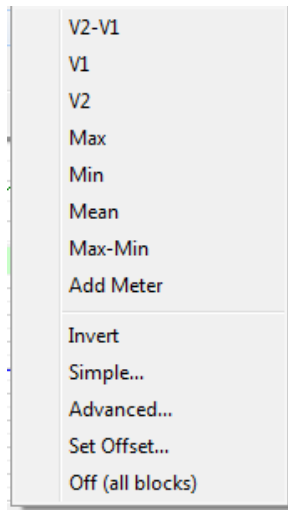 V2-V1
V1
V2
Max
Min
Mean
Max-Min
Add Meter
Invert
Simple...
Advanced...
Set Offset...
Off (all blocks)